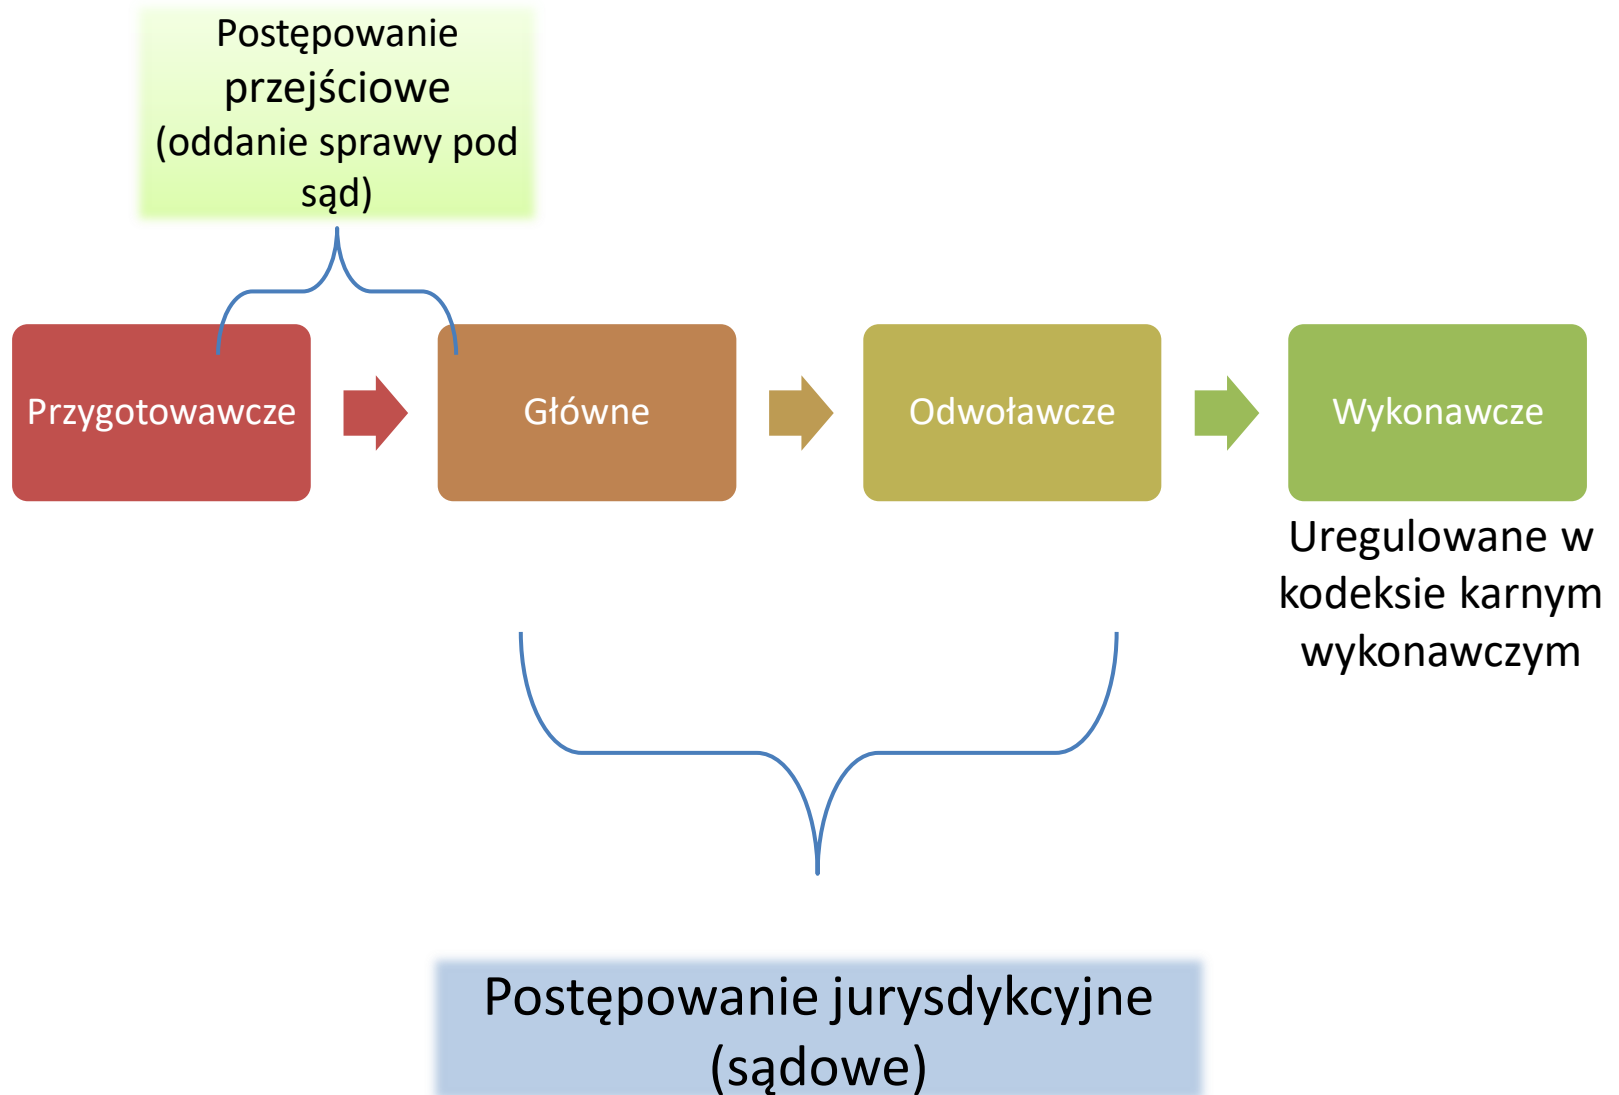 Postępowanie
przejściowe
(oddanie sprawy pod
sąd)
Przygotowawcze
Główne
Odwoławcze
Wykonawcze
Uregulowane w
kodeksie karnym
wykonawczym
Postępowanie jurysdykcyjne
(sądowe)